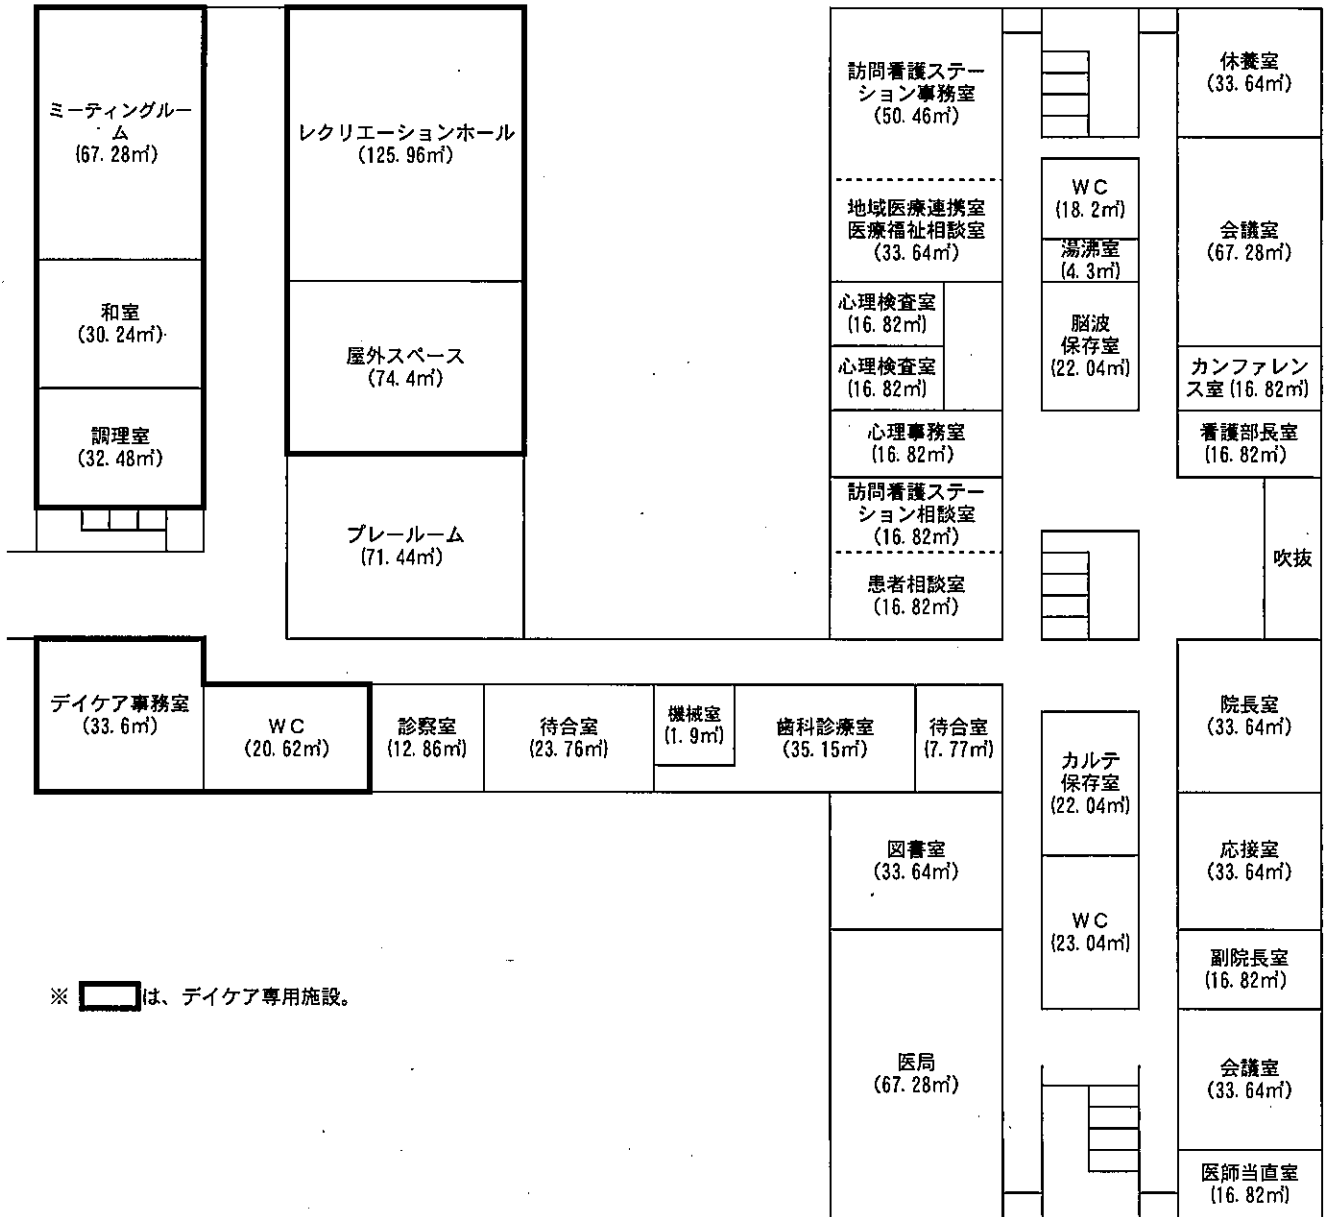 ミーティングルー
ム
(67.28㎡)
和室
(30.24㎡)
調理室
(32.48㎡)
レクリエーションホール
(125.96㎡)
屋外スペース
(74.4㎡)
プレールーム
(71.44㎡)
デイケア事務室
(33.6㎡)
WC
(20.62㎡)
診察室
(12.86㎡)
待合室
(23.76㎡)
機械室
(1.9㎡)
歯科診療室
(35.15㎡)
待合室
(7.77㎡)
訪問看護ステー
ション事務室
(50.46㎡)
地域医療連携室
医療福祉相談室
(33.64㎡)
心理検査室
(16.82㎡)
心理検査室
(16.82㎡)
心理事務室
(16.82㎡)
訪問看護ステー
ション相談室
(16.82㎡)
患者相談室
(16.82㎡)
図書室
(33.64㎡)
医局
(67.28㎡)
WC
(18.2㎡)
湯沸室
(4.3㎡)
脳波
保存室
(22.04㎡)
カルテ
保存室
(22.04㎡)
WC
(23.04㎡)
休養室
(33.64㎡)
会議室
(67.28㎡)
カンファレン
ス室(16.82㎡)
看護部長室
(16.82㎡)
吹抜
院長室
(33.64㎡)
応接室
(33.64㎡)
副院長室
(16.82㎡)
会議室
(33.64㎡)
医師当直室
(16.82㎡)
※ は、デイケア専用施設。